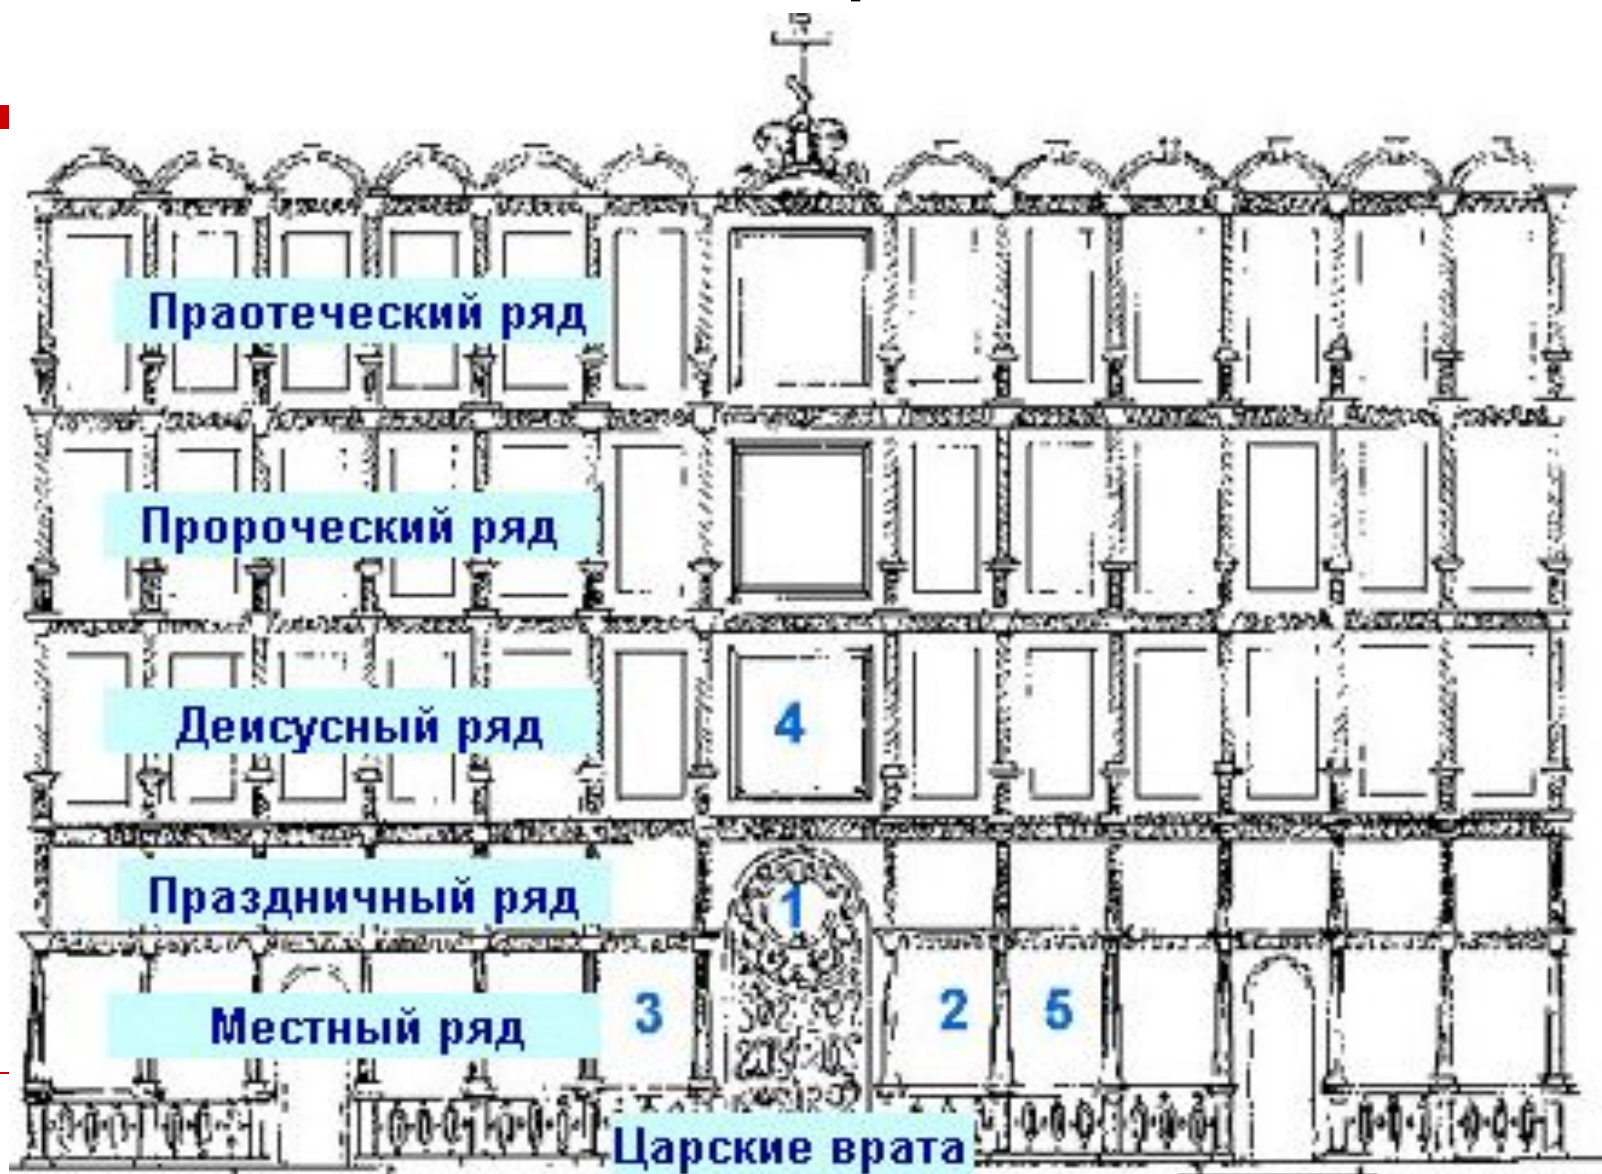 Праотеческий ряд
Пророческий ряд
Деисусный ряд
4
Праздничный ряд
1
Местный ряд
3
2
5
Царские врата